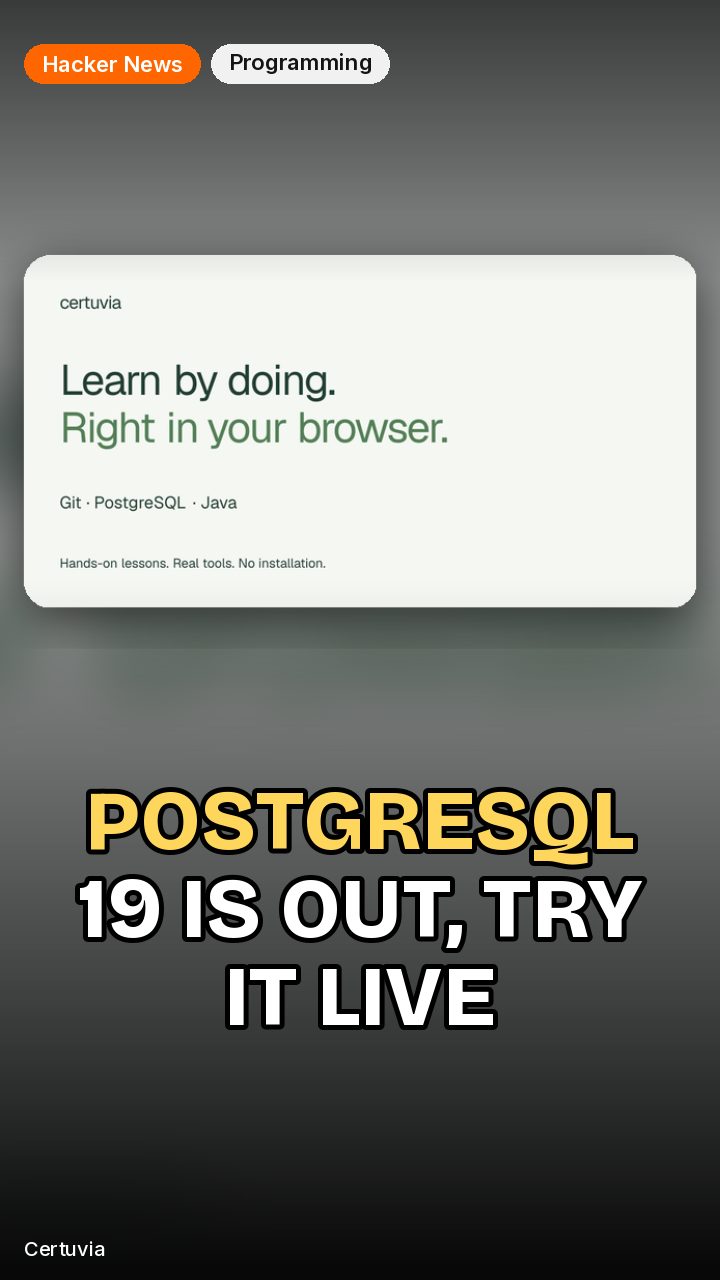 Hacker News
Programming
certuvia
Learn by doing.
Right in your browser.
Git · PostgreSQL · Java
Hands-on lessons. Real tools. No installation.
POSTGRESQL
19 IS OUT, TRY
IT LIVE
Certuvia